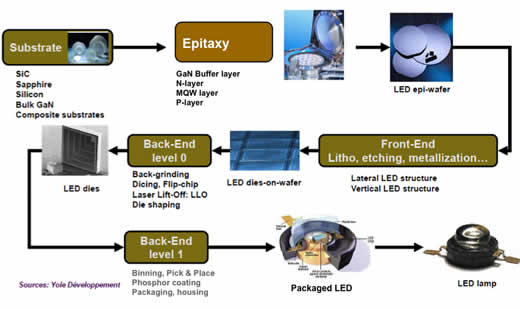 Substrate
Epitaxy
SiC
Sapphire
Silicon
Bulk GaN
Composite substrates
GaN Buffer layer
N-layer
MQW layer
P-layer
LED epi-wafer
Back-End
level 0
Front-End
Litho, etching, metallization…
LED dies
Back-grinding
Dicing, Flip-chip
Laser Lift-Off: LLO
Die shaping
LED dies-on-wafer
Lateral LED structure
Vertical LED structure
Back-End
level 1
Binning, Pick & Place
Phosphor coating
Packaging, housing
Packaged LED
LED lamp
Sources: Yole Développement